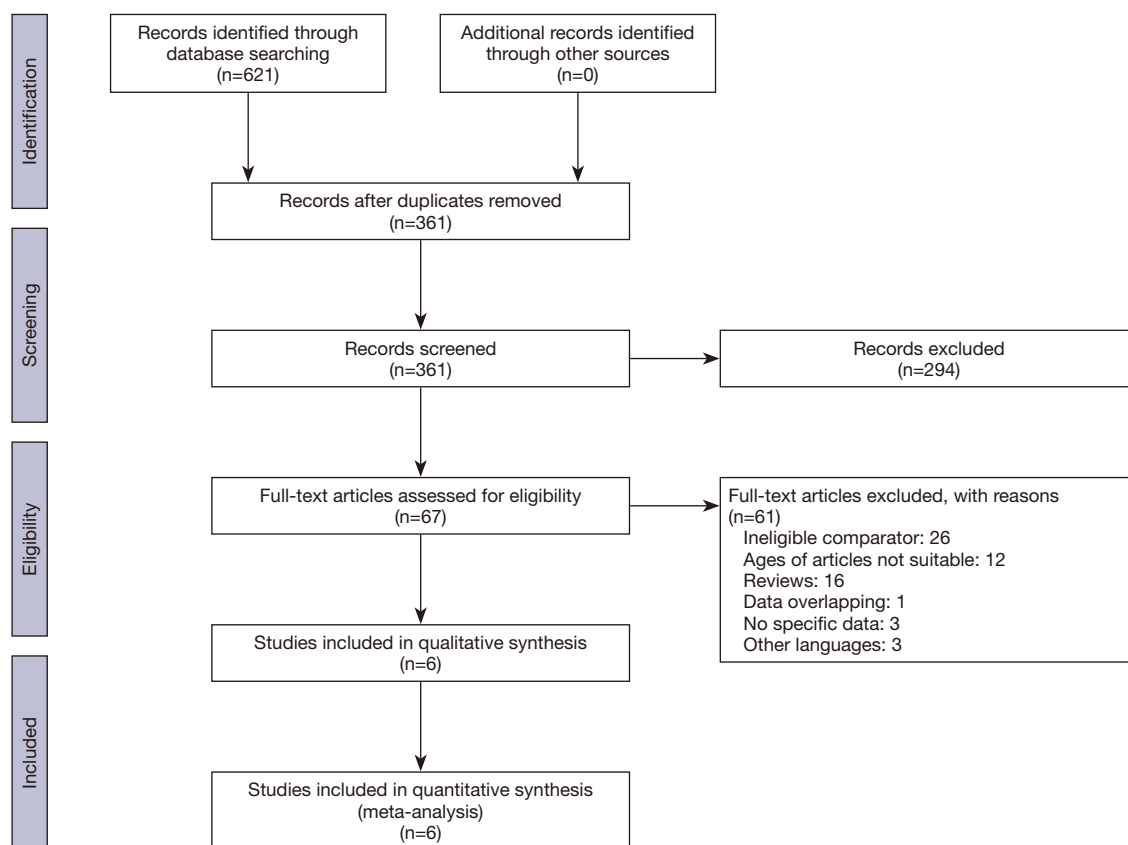 Identification
Records identified through
database searching
(n=621)
Additional records identified
through other sources
(n=0)
Records after duplicates removed
(n=361)
Screening
Records screened
(n=361)
Records excluded
(n=294)
Eligibility
Full-text articles assessed for eligibility
(n=67)
Full-text articles excluded, with reasons
(n=61)
Ineligible comparator: 26
Ages of articles not suitable: 12
Reviews: 16
Data overlapping: 1
No specific data: 3
Other languages: 3
Studies included in qualitative synthesis
(n=6)
Included
Studies included in quantitative synthesis
(meta-analysis)
(n=6)